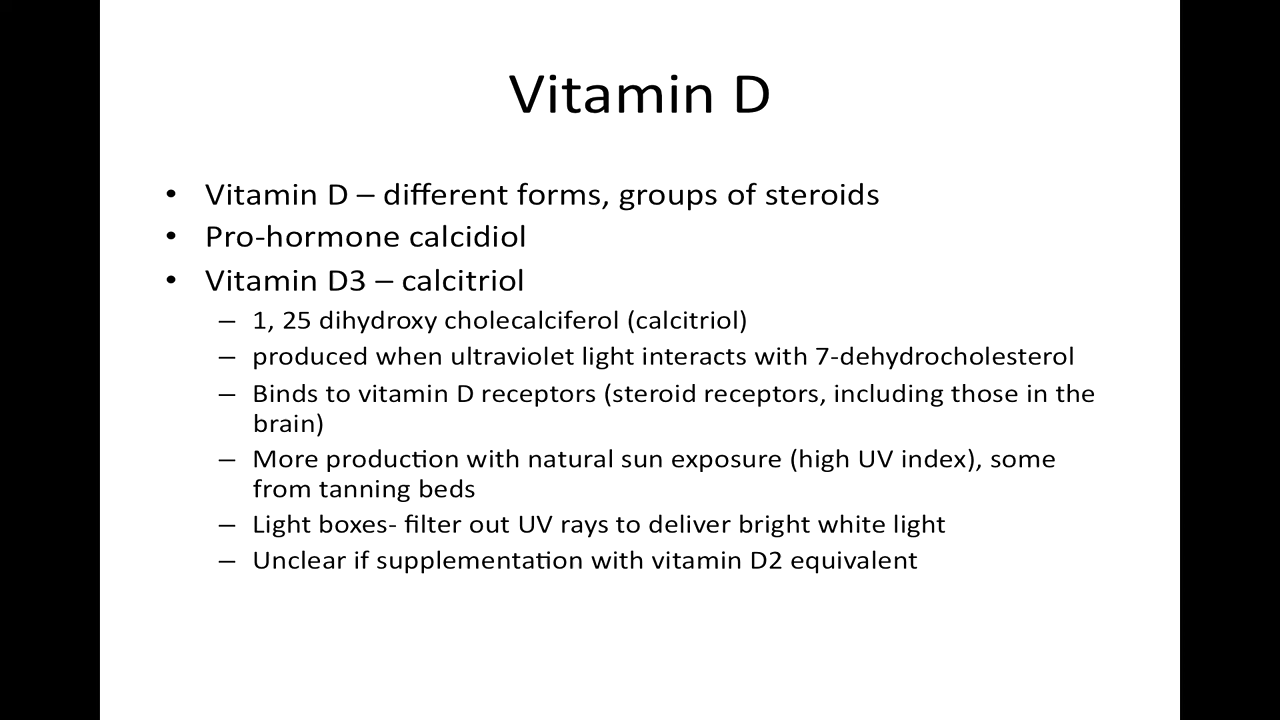 Vitamin D
• Vitamin D – different forms, groups of steroids
• Pro-hormone calcidiol
• Vitamin D3 – calcitriol
– 1, 25 dihydroxy cholecalciferol (calcitriol)
– produced when ultraviolet light interacts with 7-dehydrocholesterol
– Binds to vitamin D receptors (steroid receptors, including those in the
brain)
– More production with natural sun exposure (high UV index), some
from tanning beds
– Light boxes- filter out UV rays to deliver bright white light
– Unclear if supplementation with vitamin D2 equivalent